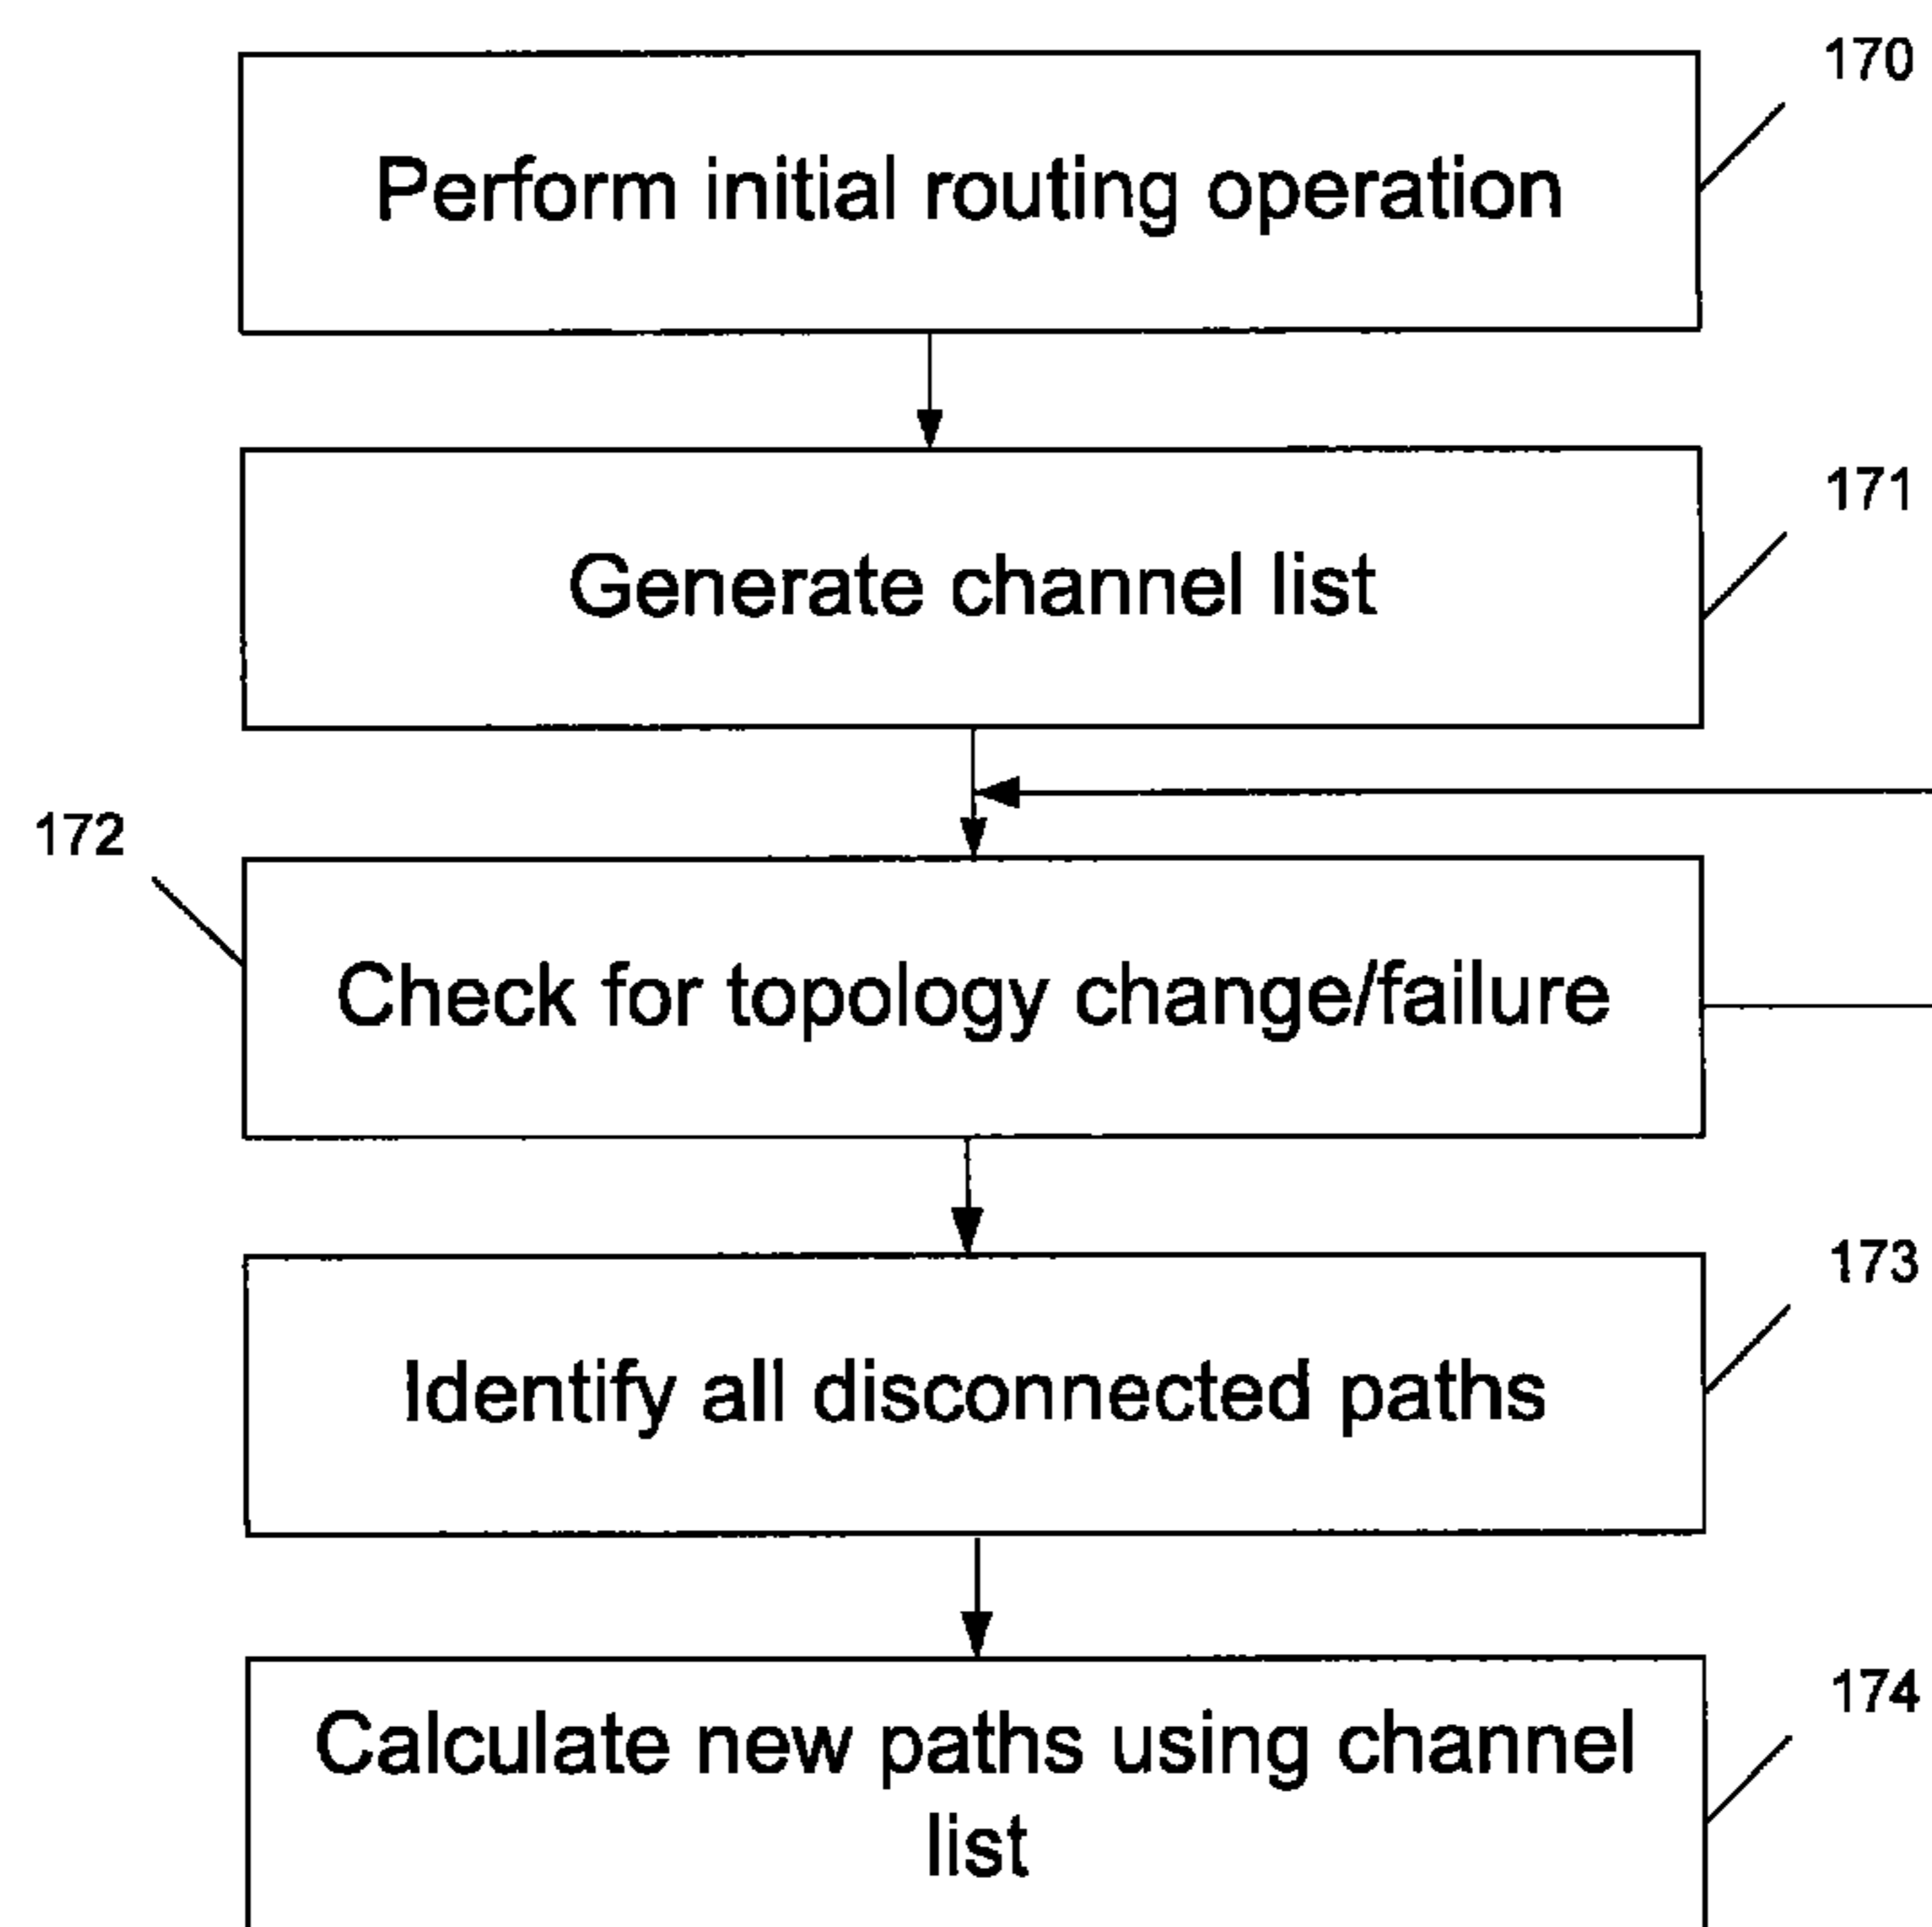 170
Perform initial routing operation
171
Generate channel list
172
Check for topology change/failure
173
Identify all disconnected paths
174
Calculate new paths using channel
list